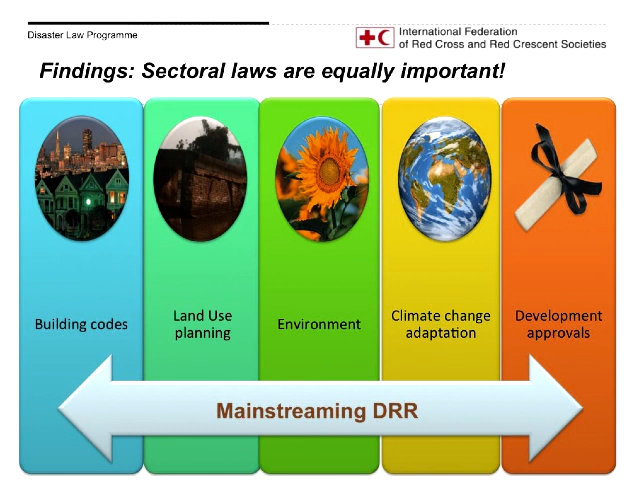 Disaster Law Programme
International Federation
of Red Cross and Red Crescent Societies
Findings: Sectoral laws are equally important!
Building codes
Land Use
planning
Environment
Climate change
adaptation
Development
approvals
Mainstreaming DRR